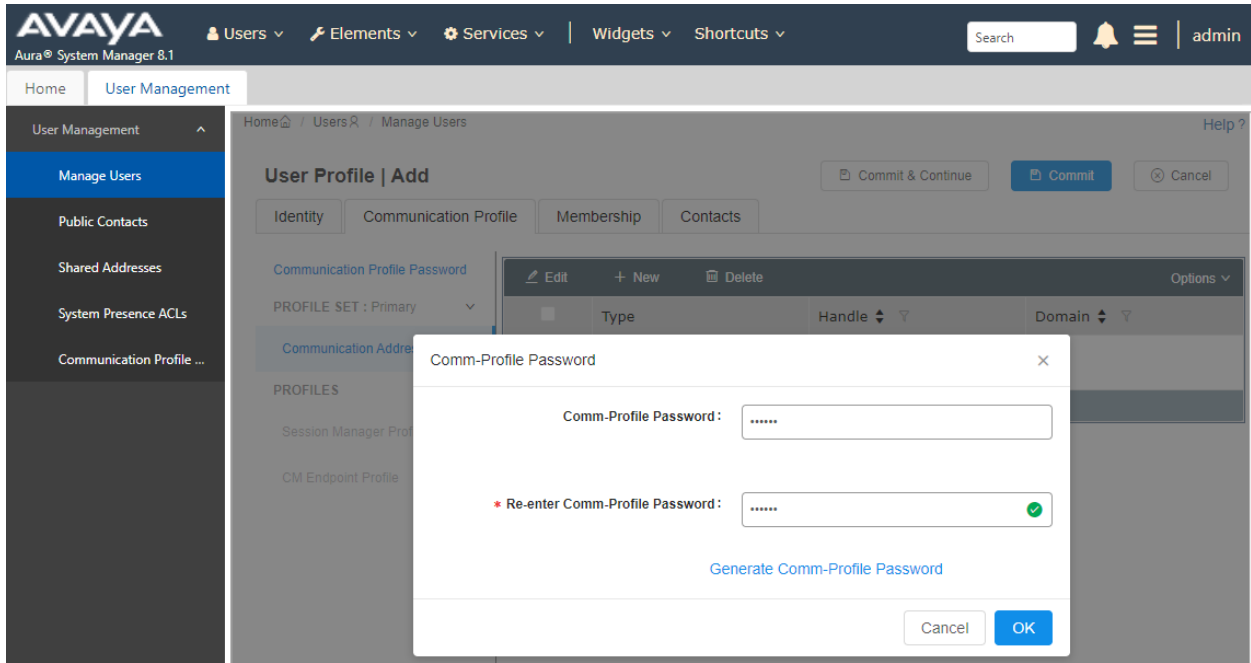 AVAYA
Aura® System Manager 8.1
Users Elements Services | Widgets Shortcuts Search | admin
Home User Management
User Management
Manage Users
Public Contacts
Shared Addresses
System Presence ACLs
Communication Profile ...
Home / Users / Manage Users
Help ?
User Profile | Add
Commit & Continue Commit Cancel
Identity Communication Profile Membership Contacts
Communication Profile Password
PROFILE SET : Primary
Communication Addre
PROFILES
Session Manager Prof
CM Endpoint Profile
Edit + New Delete Options
Type Handle Domain
Comm-Profile Password ×
Comm-Profile Password :
••••••
* Re-enter Comm-Profile Password :
••••••
Generate Comm-Profile Password
Cancel OK